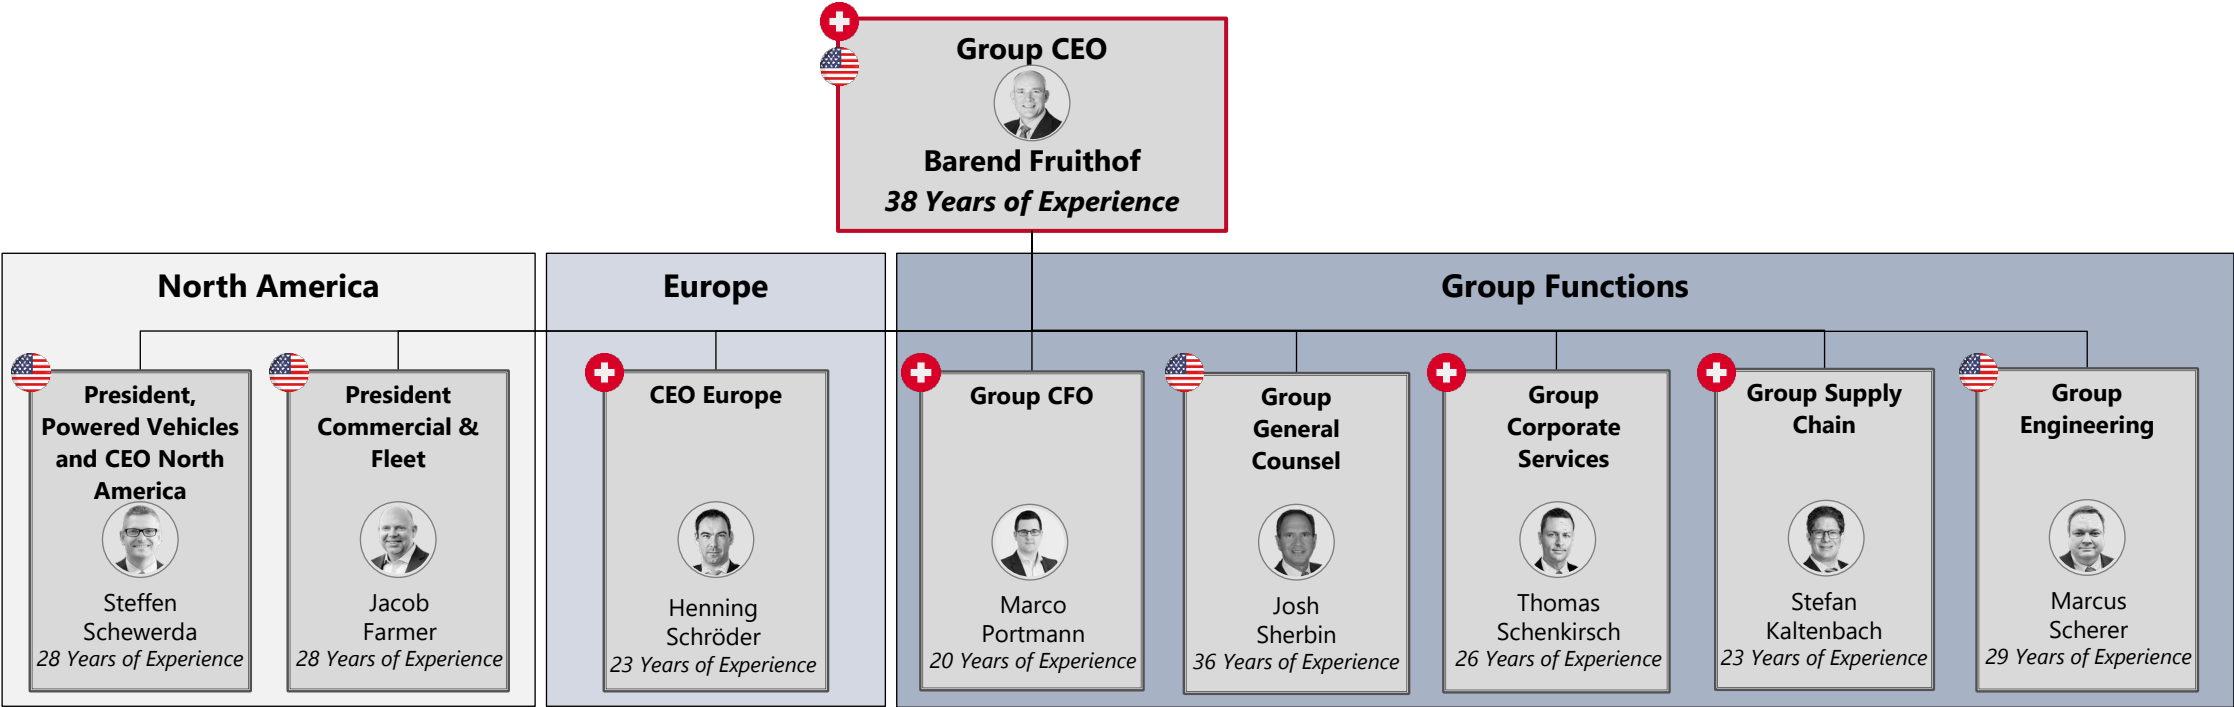 Group CEO
Barend Fruithof
38 Years of Experience
North America
Europe
Group Functions
President,
Powered Vehicles
and CEO North
America
Steffen
Schewerda
28 Years of Experience
President
Commercial &
Fleet
Jacob
Farmer
28 Years of Experience
CEO Europe
Henning
Schröder
23 Years of Experience
Group CFO
Marco
Portmann
20 Years of Experience
Group
General
Counsel
Josh
Sherbin
36 Years of Experience
Group
Corporate
Services
Thomas
Schenkirsch
26 Years of Experience
Group Supply
Chain
Stefan
Kaltenbach
23 Years of Experience
Group
Engineering
Marcus
Scherer
29 Years of Experience